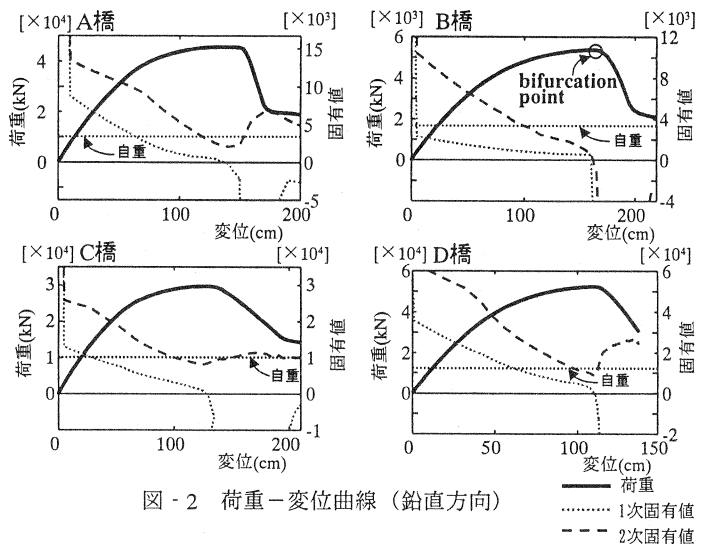 [×10⁴] A橋 [×10³]
荷重(kN) 固有値
4
2
0
15
10
5
0
-5
自重
0 100 200
変位(cm)
[×10³] B橋 [×10³]
荷重(kN) 固有値
6
4
2
0
12
8
4
0
-4
bifurcation
point
自重
0 100 200
変位(cm)
[×10⁴] C橋 [×10⁴]
荷重(kN) 固有値
3
2
1
0
3
2
1
0
-1
自重
0 100 200
変位(cm)
[×10⁴] D橋 [×10⁴]
荷重(kN) 固有値
6
4
2
0
6
4
2
0
-2
自重
0 50 100 150
変位(cm)
図 - 2 荷重－変位曲線（鉛直方向）
荷重
1次固有値
2次固有値